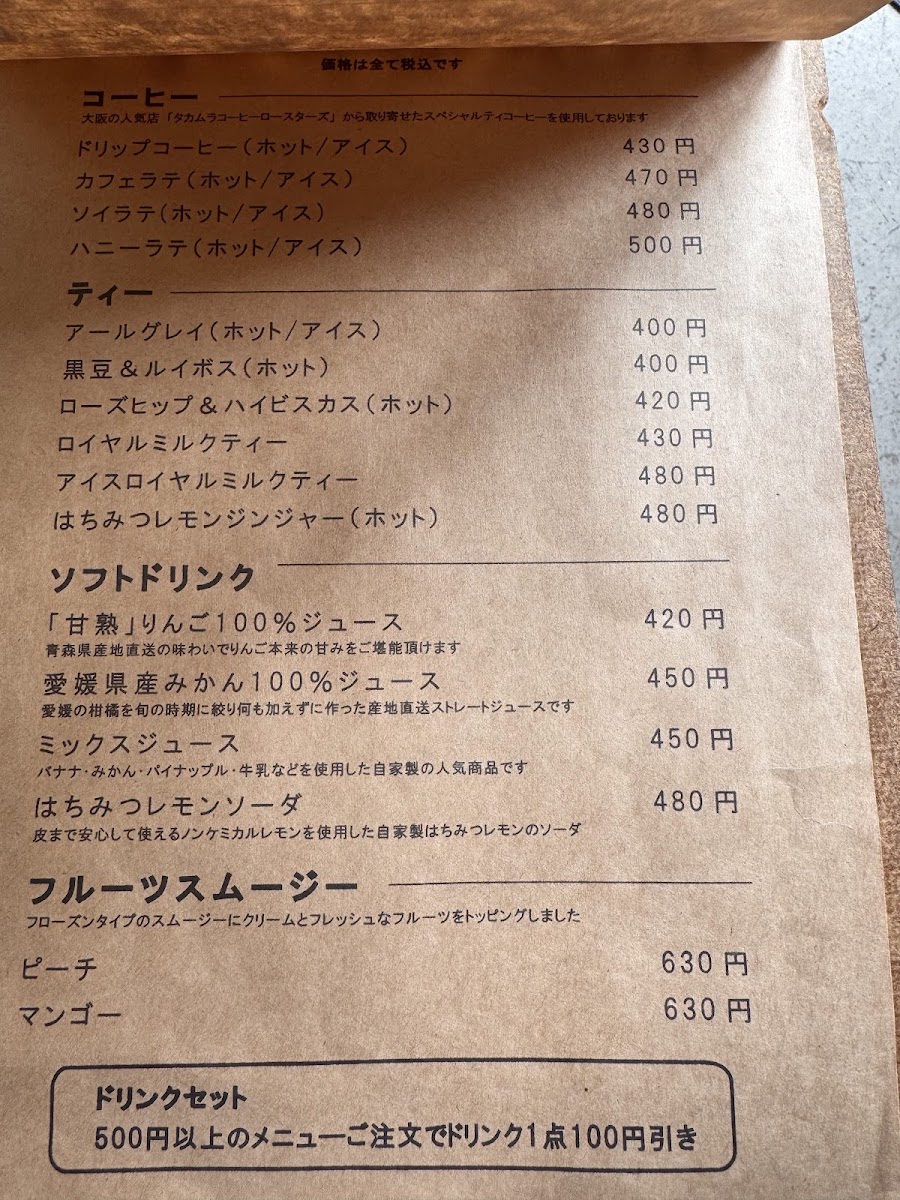 価格は全て税込です
コーヒー
大阪の人気店「タカムラコーヒーロースターズ」から取り寄せたスペシャルティコーヒーを使用しております
ドリップコーヒー(ホット/アイス) 430円
カフェラテ(ホット/アイス) 470円
ソイラテ(ホット/アイス) 480円
ハニーラテ(ホット/アイス) 500円
ティー
アールグレイ(ホット/アイス) 400円
黒豆&ルイボス(ホット) 400円
ローズヒップ&ハイビスカス(ホット) 420円
ロイヤルミルクティー 430円
アイスロイヤルミルクティー 480円
はちみつレモンジンジャー(ホット) 480円
ソフトドリンク
「甘熟」りんご100%ジュース 420円
青森県産地直送の味わいでりんご本来の甘みをご堪能頂けます
愛媛県産みかん100%ジュース 450円
愛媛の柑橘を旬の時期に絞り何も加えずに作った産地直送ストレートジュースです
ミックスジュース 450円
バナナ・みかん・パイナップル・牛乳などを使用した自家製の人気商品です
はちみつレモンソーダ 480円
皮まで安心して使えるノンケミカルレモンを使用した自家製はちみつレモンのソーダ
フルーツスムージー
フローズンタイプのスムージーにクリームとフレッシュなフルーツをトッピングしました
ピーチ 630円
マンゴー 630円
ドリンクセット
500円以上のメニューご注文でドリンク1点100円引き